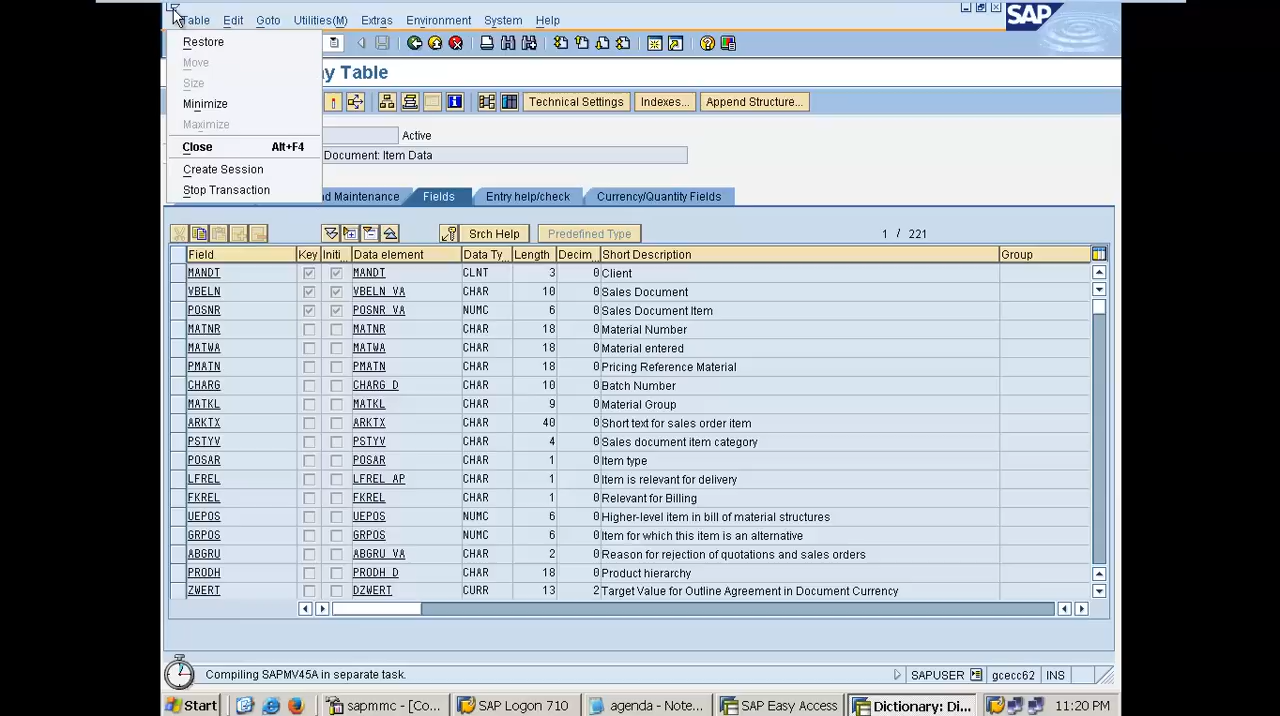 Table Edit Goto Utilities(M) Extras Environment System Help
SAP
Restore
Move
Size
Minimize
Maximize
Close Alt+F4
Create Session
Stop Transaction
y Table
Technical Settings Indexes... Append Structure...
Active
Document: Item Data
d Maintenance Fields Entry help/check Currency/Quantity Fields
Srch Help Predefined Type 1 / 221
Field Key Initi... Data element Data Ty... Length Decim... Short Description Group
MANDT MANDT CLNT 3 0 Client
VBELN VBELN_VA CHAR 10 0 Sales Document
POSNR POSNR_VA NUMC 6 0 Sales Document Item
MATNR MATNR CHAR 18 0 Material Number
MATWA MATWA CHAR 18 0 Material entered
PMATN PMATN CHAR 18 0 Pricing Reference Material
CHARG CHARG_D CHAR 10 0 Batch Number
MATKL MATKL CHAR 9 0 Material Group
ARKTX ARKTX CHAR 40 0 Short text for sales order item
PSTYV PSTYV CHAR 4 0 Sales document item category
POSAR POSAR CHAR 1 0 Item type
LFREL LFREL_AP CHAR 1 0 Item is relevant for delivery
FKREL FKREL CHAR 1 0 Relevant for Billing
UEPOS UEPOS NUMC 6 0 Higher-level item in bill of material structures
GRPOS GRPOS NUMC 6 0 Item for which this item is an alternative
ABGRU ABGRU_VA CHAR 2 0 Reason for rejection of quotations and sales orders
PRODH PRODH_D CHAR 18 0 Product hierarchy
ZWERT DZWERT CURR 13 2 Target Value for Outline Agreement in Document Currency
Compiling SAPMV45A in separate task. SAPUSER gcecc62 INS
Start sapmmc - [Co... SAP Logon 710 agenda - Note... SAP Easy Access Dictionary: Di... 11:20 PM